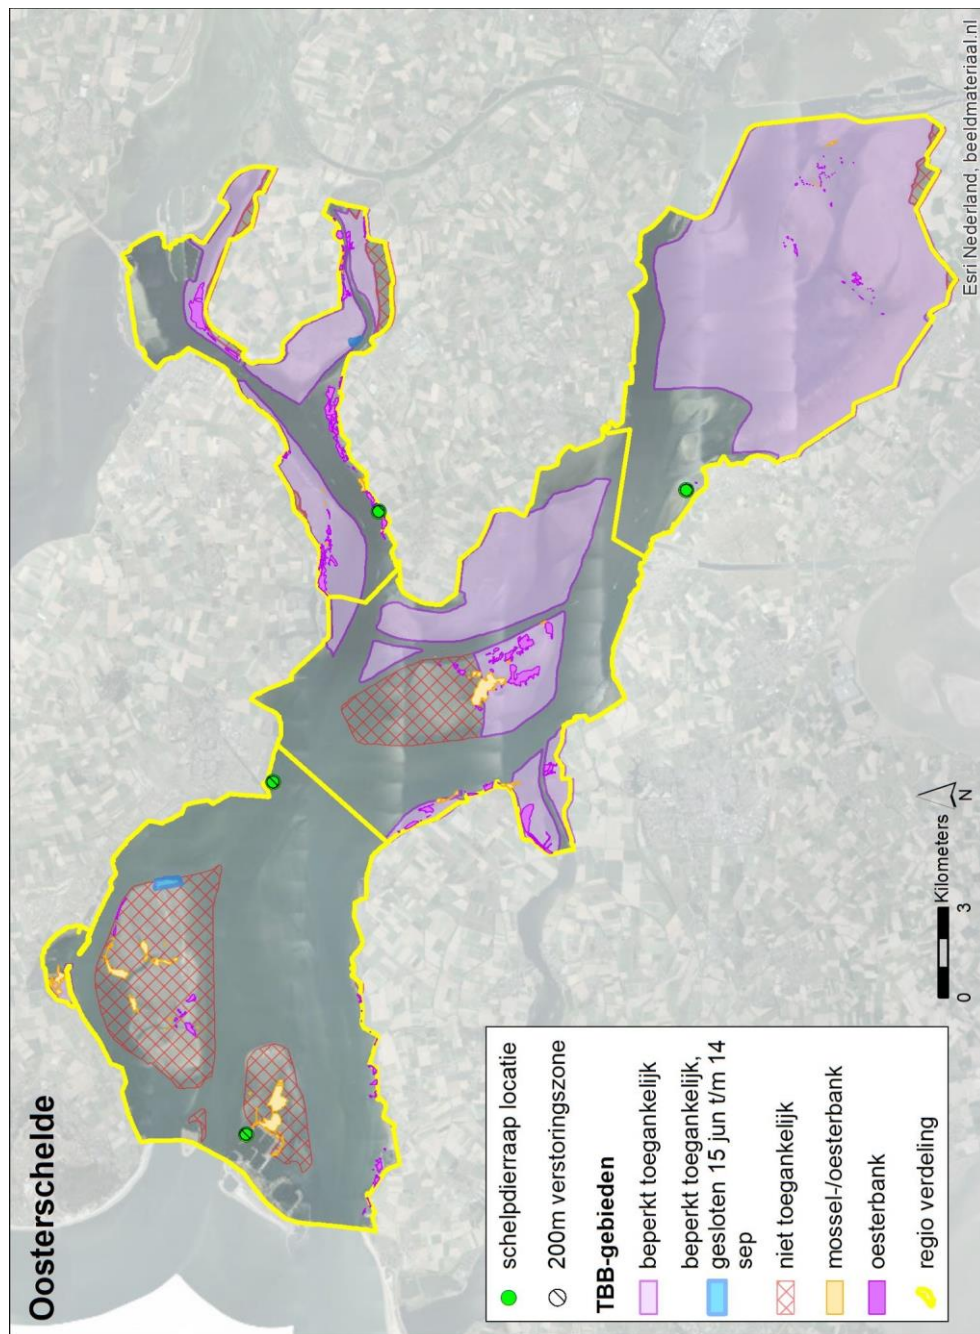 Oosterschelde
schelpdierraap locatie
200m verstoringszone
TBB-gebieden
beperkt toegankelijk
beperkt toegankelijk,
gesloten 15 jun t/m 14
sep
niet toegankelijk
mossel-/oesterbank
oesterbank
regio verdeling
0 3
Kilometers
N
Esri Nederland, beeldmateriaal.nl